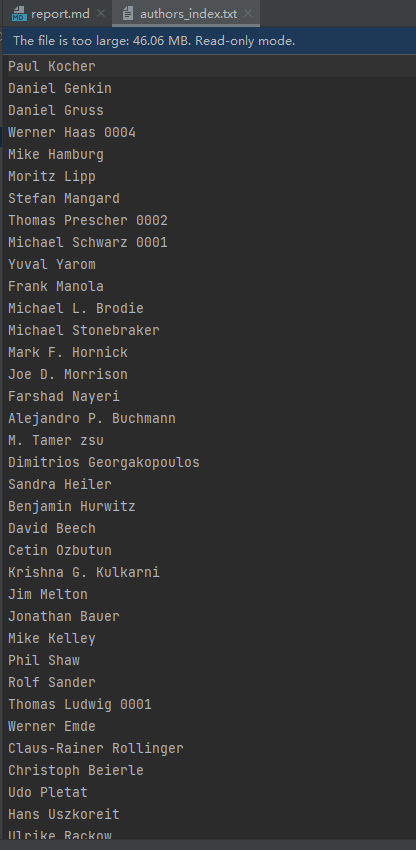 report.md
authors_index.txt
The file is too large: 46.06 MB. Read-only mode.
Paul Kocher
Daniel Genkin
Daniel Gruss
Werner Haas 0004
Mike Hamburg
Moritz Lipp
Stefan Mangard
Thomas Prescher 0002
Michael Schwarz 0001
Yuval Yarom
Frank Manola
Michael L. Brodie
Michael Stonebraker
Mark F. Hornick
Joe D. Morrison
Farshad Nayeri
Alejandro P. Buchmann
M. Tamer zsu
Dimitrios Georgakopoulos
Sandra Heiler
Benjamin Hurwitz
David Beech
Cetin Ozbutun
Krishna G. Kulkarni
Jim Melton
Jonathan Bauer
Mike Kelley
Phil Shaw
Rolf Sander
Thomas Ludwig 0001
Werner Emde
Claus-Rainer Rollinger
Christoph Beierle
Udo Pletat
Hans Uszkoreit
Ulrike Rackow